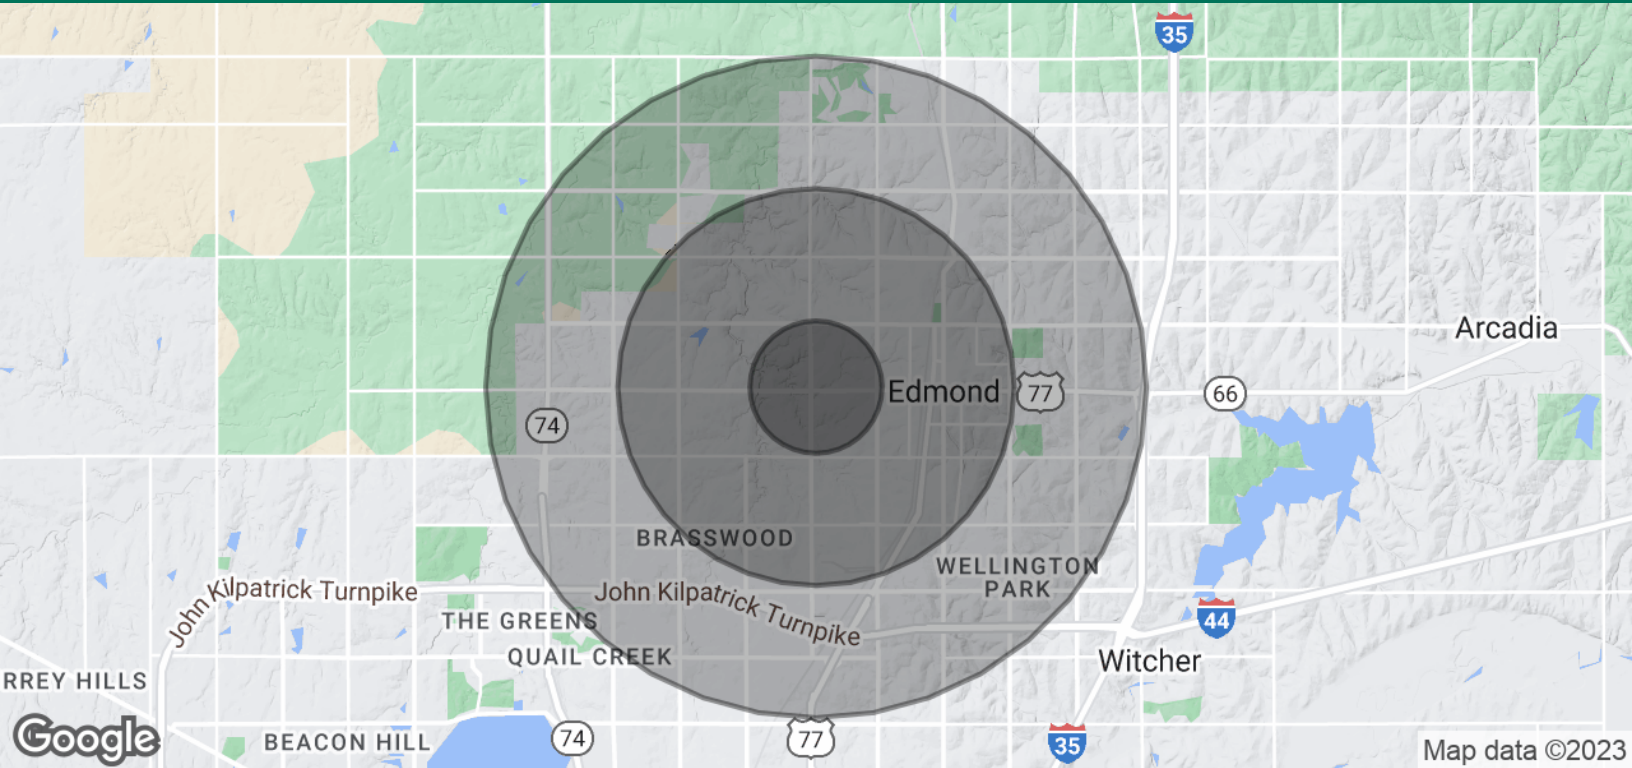 35
Arcadia
Edmond
77
66
74
BRASSWOOD
WELLINGTON
PARK
John Kilpatrick Turnpike
John Kilpatrick Turnpike
THE GREENS
44
QUAIL CREEK
Witcher
RREY HILLS
Google
BEACON HILL
74
77
35
Map data ©2023